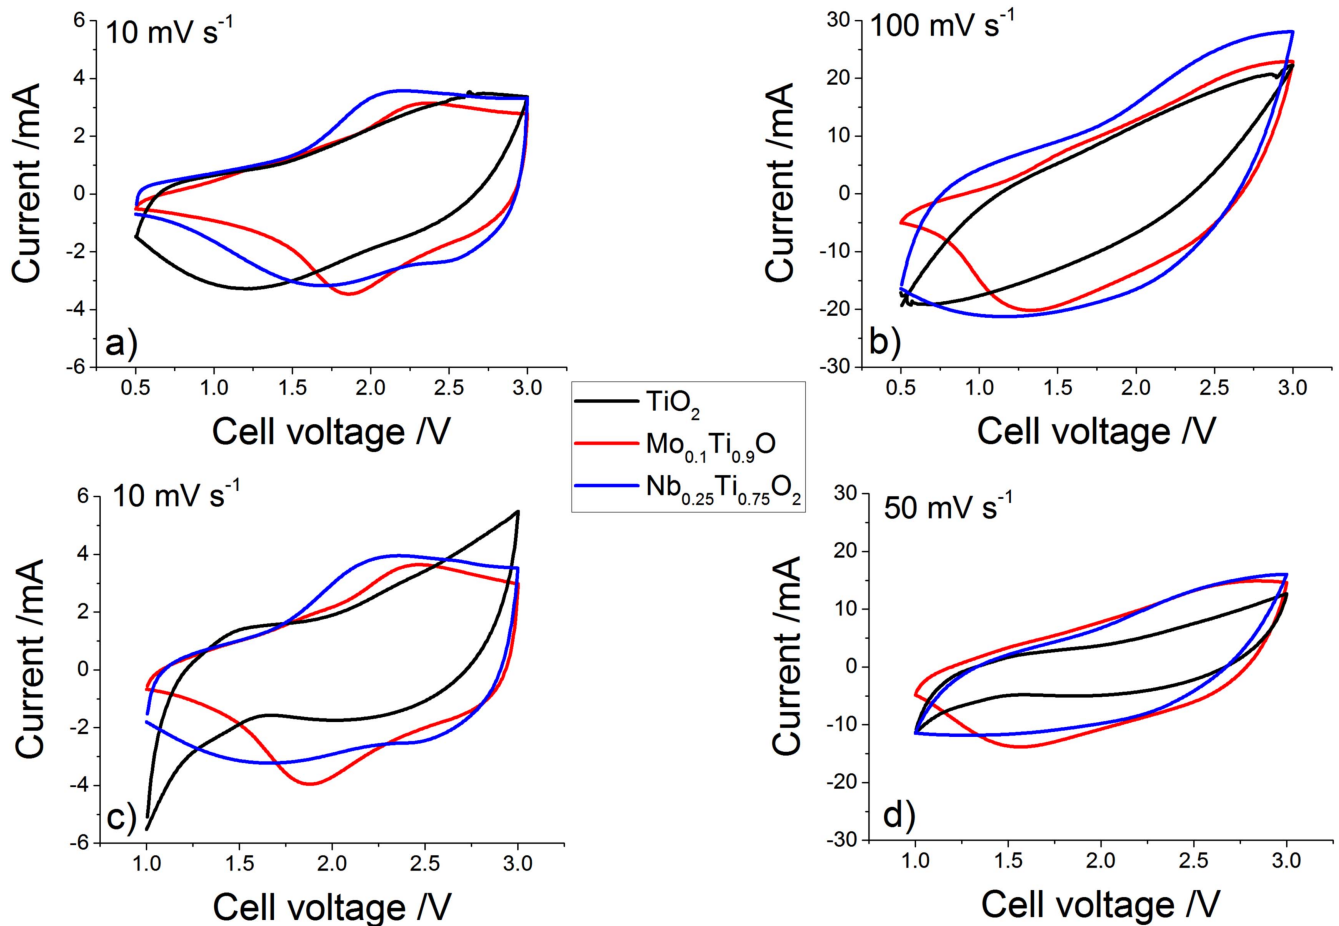 10 mV s⁻¹
6
4
2
0
-2
-4
-6
Current /mA
a)
0.5 1.0 1.5 2.0 2.5 3.0
Cell voltage /V
100 mV s⁻¹
30
20
10
0
-10
-20
-30
Current /mA
b)
0.5 1.0 1.5 2.0 2.5 3.0
Cell voltage /V
TiO₂
Mo₀.₁Ti₀.₉O
Nb₀.₂₅Ti₀.₇₅O₂
10 mV s⁻¹
6
4
2
0
-2
-4
-6
Current /mA
c)
1.0 1.5 2.0 2.5 3.0
Cell voltage /V
50 mV s⁻¹
30
20
10
0
-10
-20
-30
Current /mA
d)
1.0 1.5 2.0 2.5 3.0
Cell voltage /V